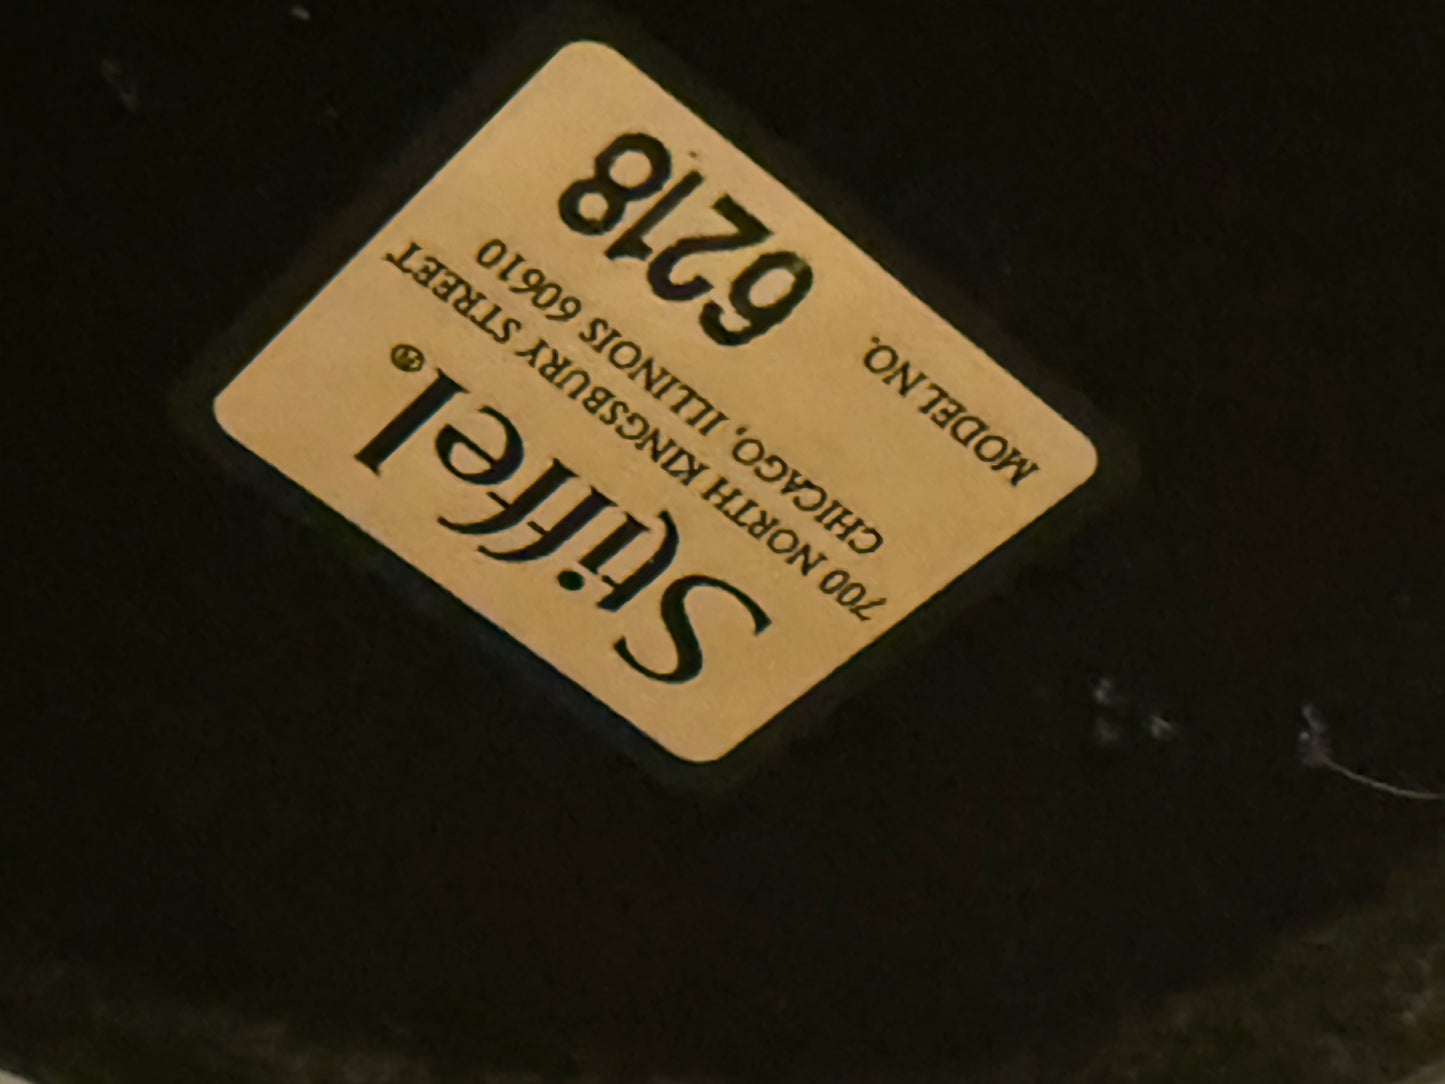 Stiffel®
700 NORTH KINGSBURY STREET
CHICAGO, ILLINOIS 60610
MODEL NO. 6218